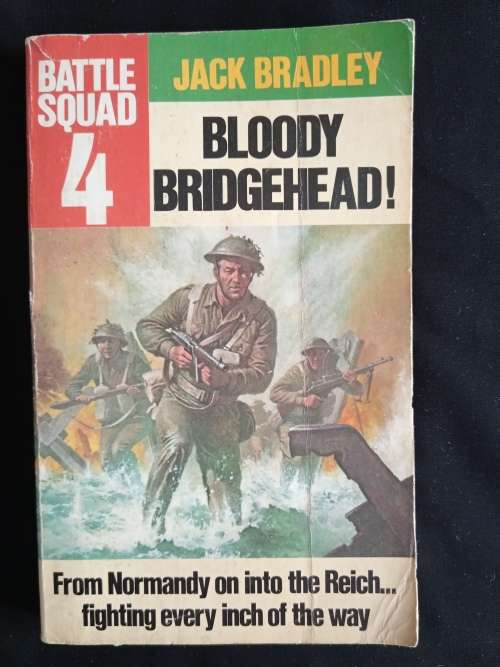 BATTLE
SQUAD
4
JACK BRADLEY
BLOODY
BRIDGEHEAD!
From Normandy on into the Reich...
fighting every inch of the way